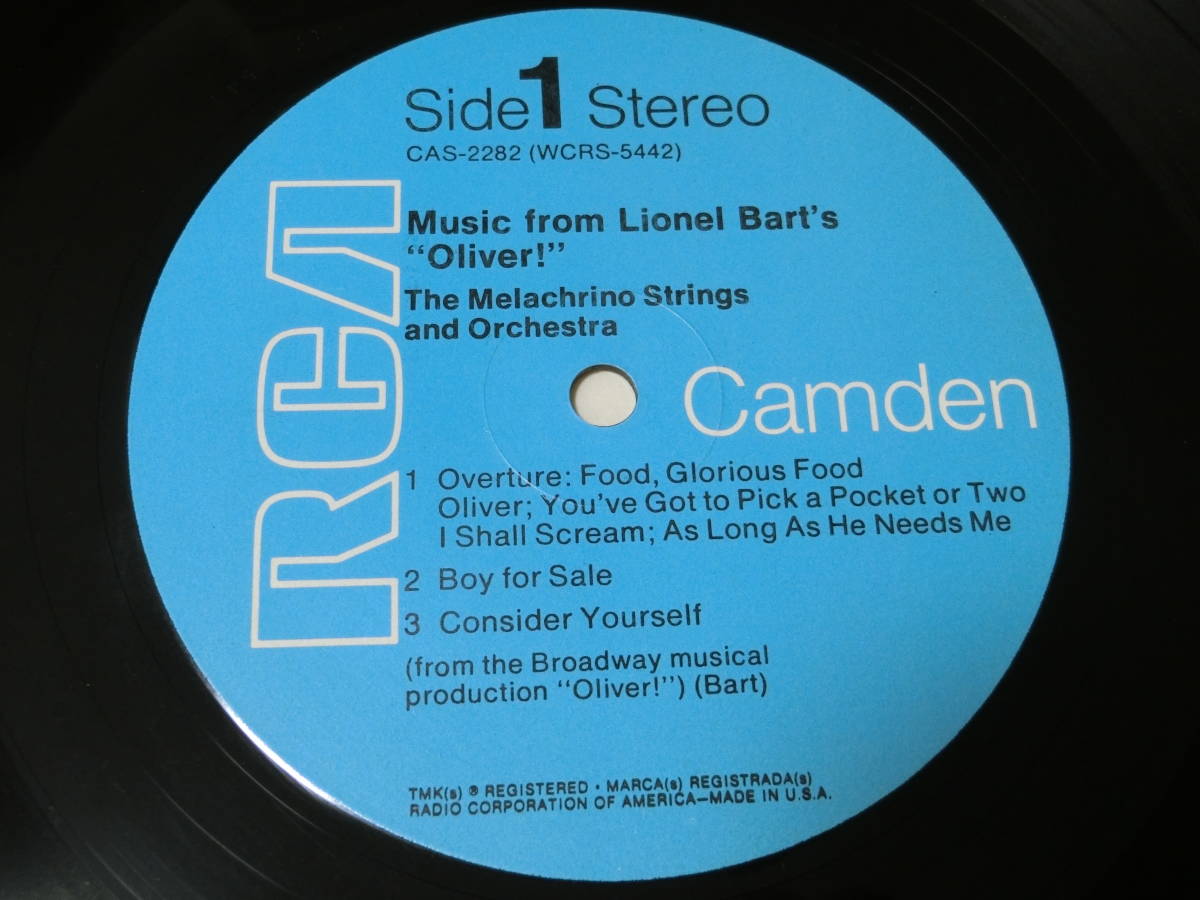 Side 1 Stereo
CAS-2282 (WCRS-5442)
RCA
Music from Lionel Bart's
“Oliver!”
The Melachrino Strings
and Orchestra
Camden
1 Overture: Food, Glorious Food
Oliver; You've Got to Pick a Pocket or Two
I Shall Scream; As Long As He Needs Me
2 Boy for Sale
3 Consider Yourself
(from the Broadway musical
production “Oliver!”) (Bart)
TMK(s) ® REGISTERED • MARCA(s) REGISTRADA(s)
RADIO CORPORATION OF AMERICA—MADE IN U.S.A.